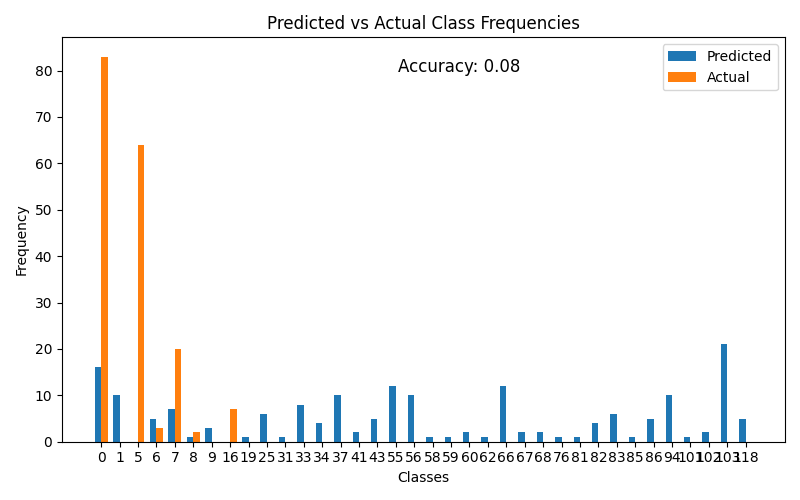 Predicted vs Actual Class Frequencies
Accuracy: 0.08
Predicted
Actual
Frequency
80
70
60
50
40
30
20
10
0
0 1 5 6 7 8 9 16 19 25 31 33 34 37 41 43 55 56 58 59 60 62 66 67 68 76 81 82 83 85 86 94 101 102 103 118
Classes